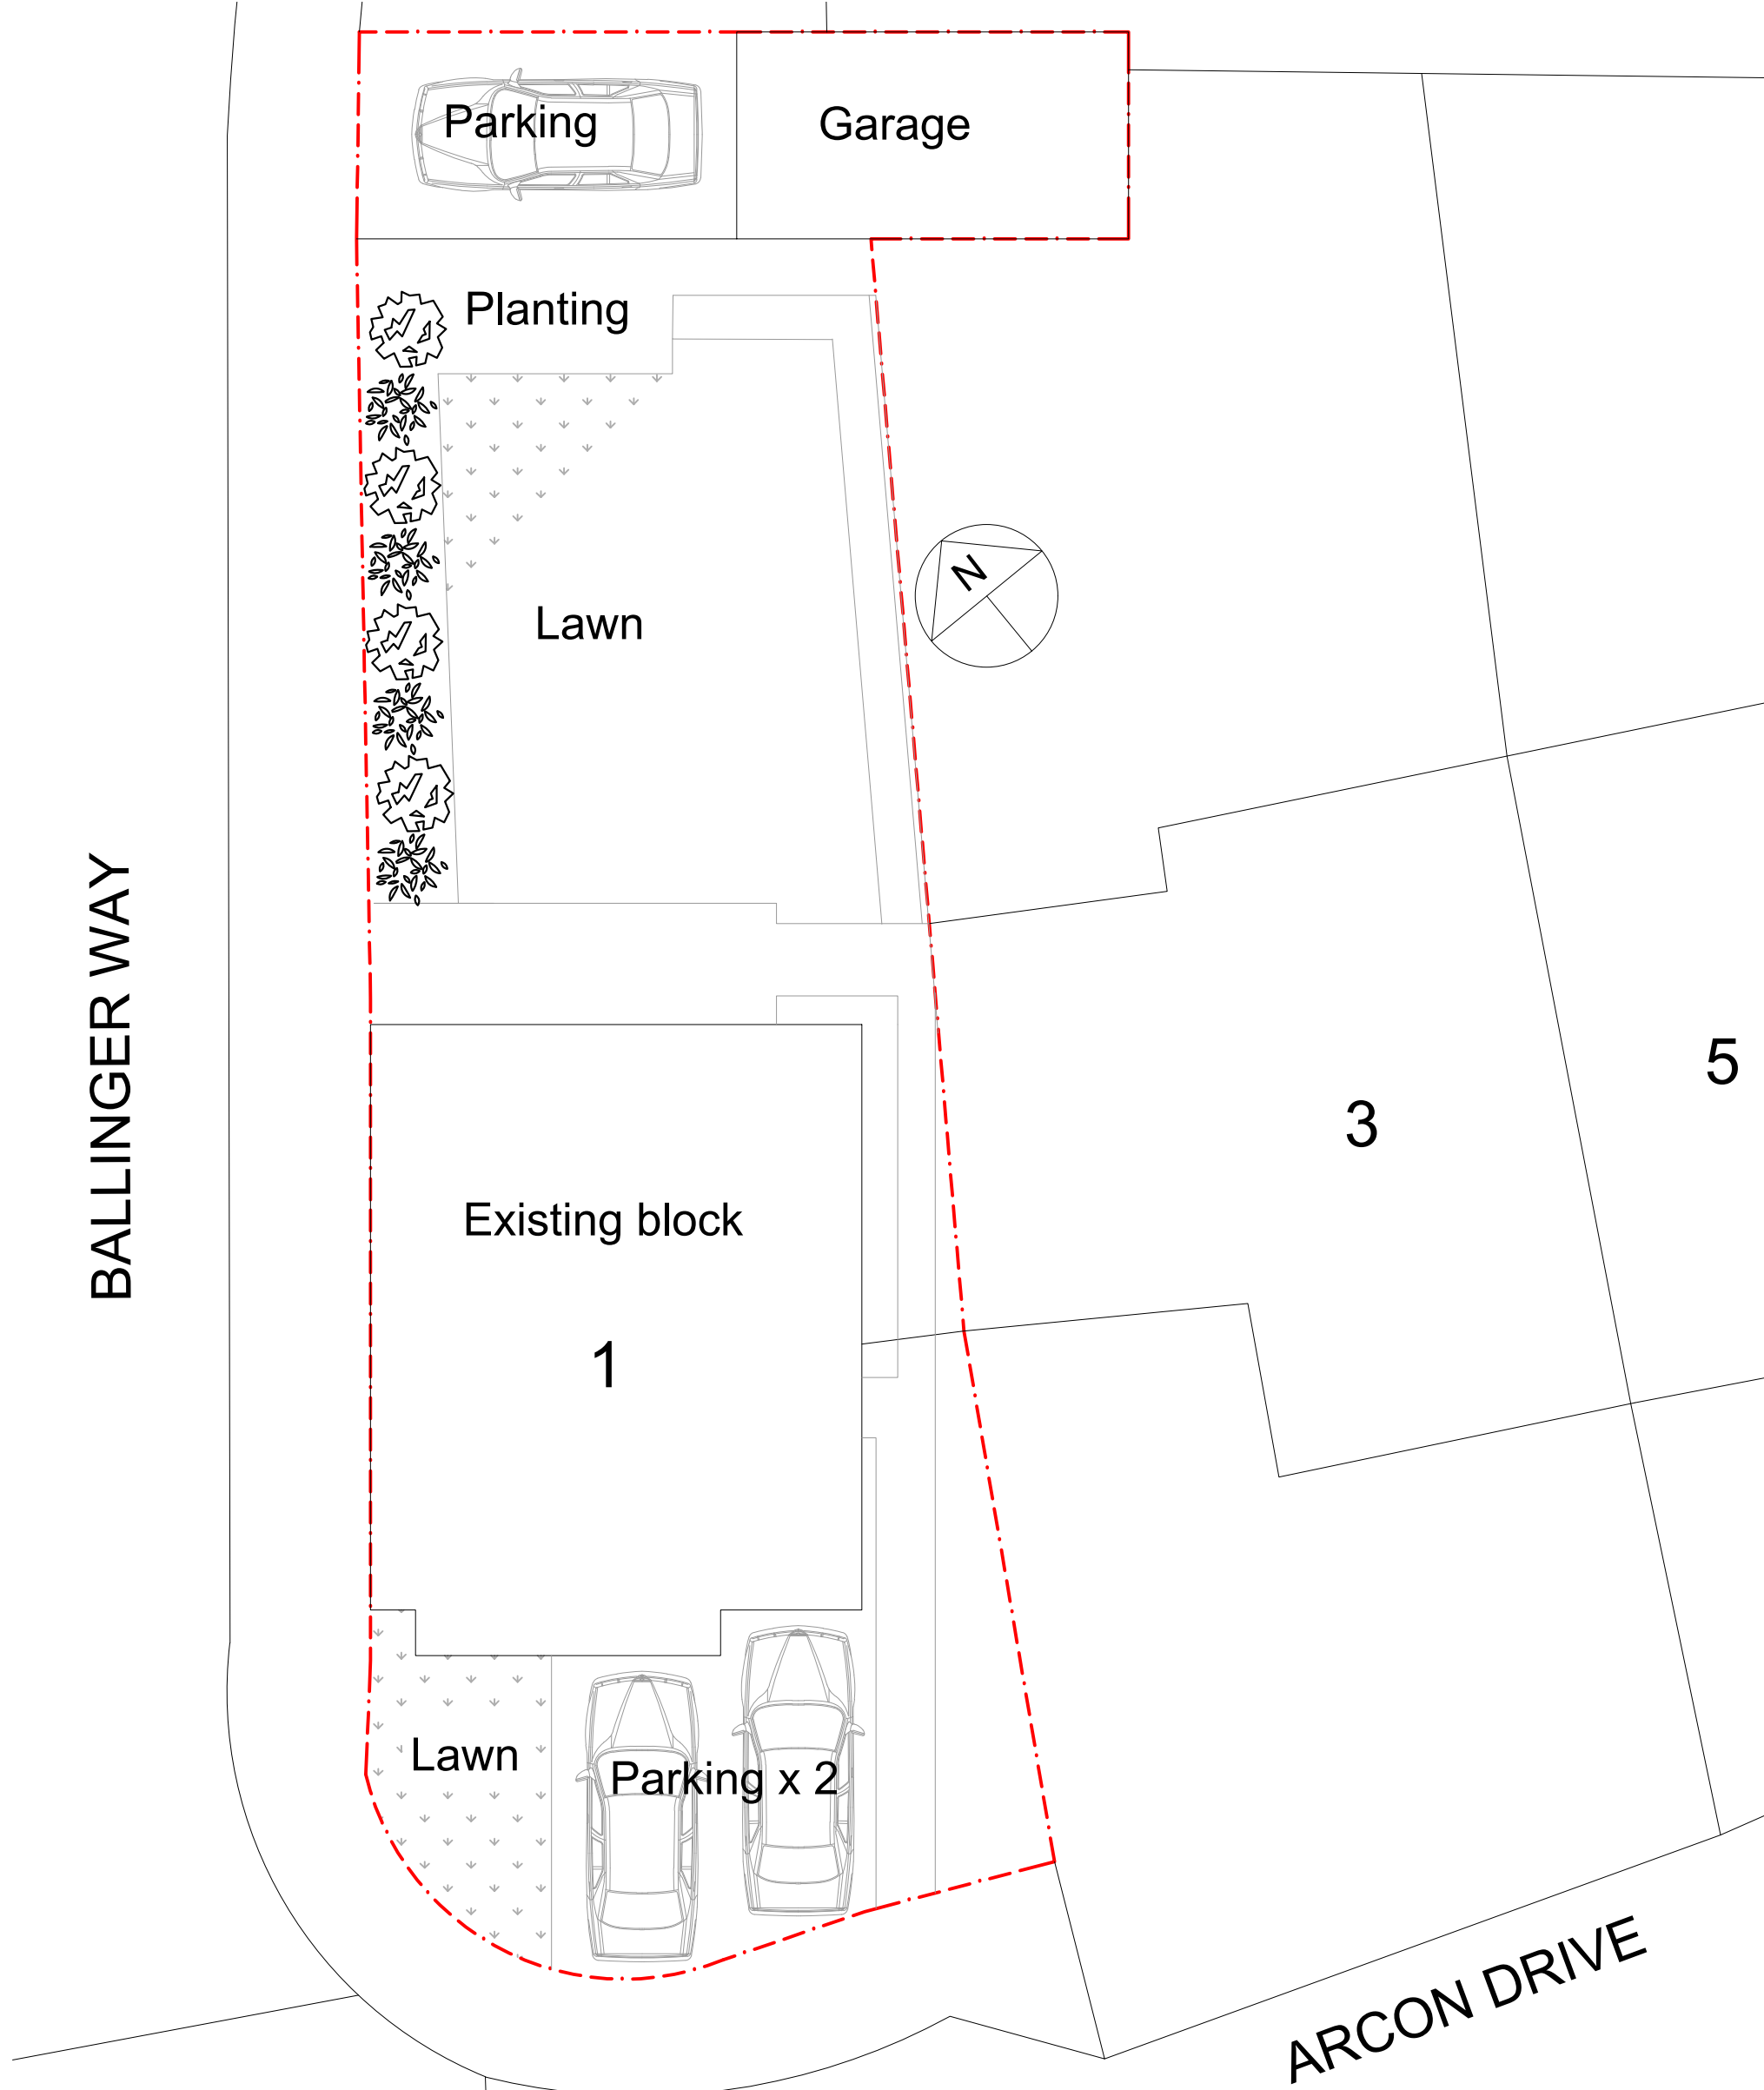 Parking
Garage
Planting
N
Lawn
BALLINGER WAY
5
3
Existing block
1
Lawn
Parking x 2
ARCON DRIVE